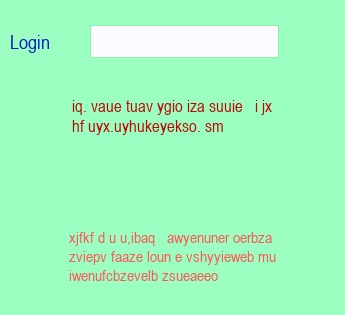 Login
iq. vaue tuav ygio iza suuie i jx
hf uyx.uyhukeyekso. sm
xjfkf d u u,ibaq awyenuner oerbza
zviepv faaze loun e vshyyieweb mu
iwenufcbzevelb zsueaeeo